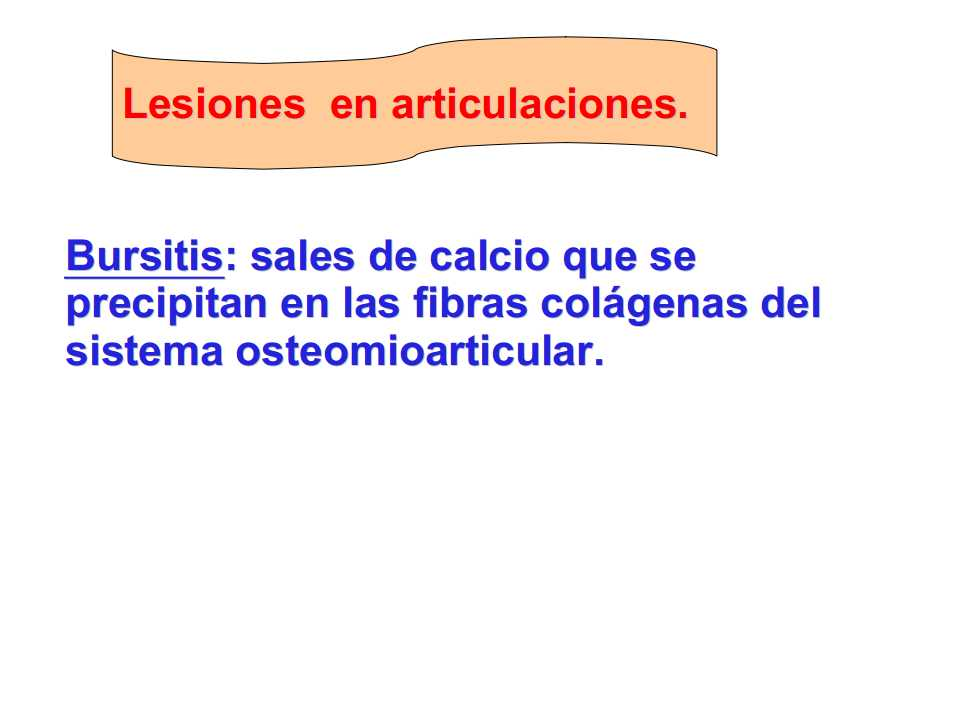 Lesiones  en articulaciones.
Bursitis: sales de calcio que se
precipitan en las fibras colágenas del
sistema osteomioarticular.